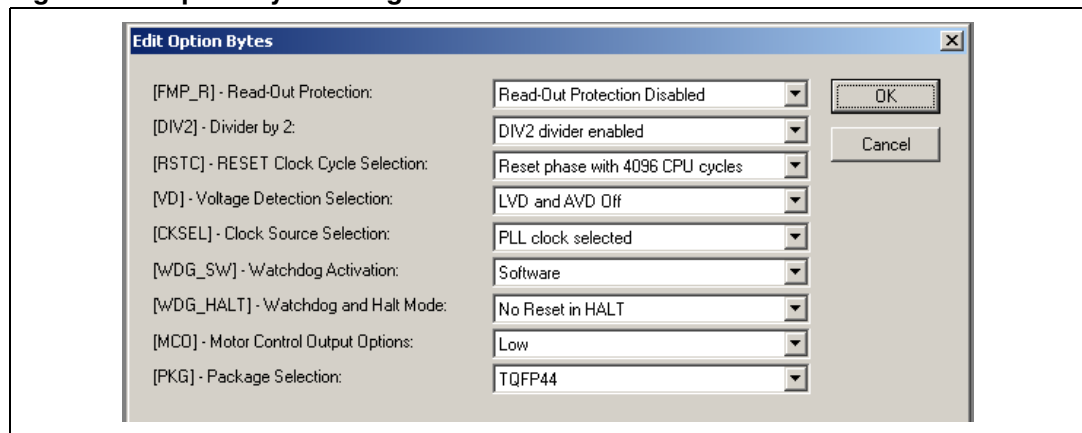 Edit Option Bytes
[FMP_R] - Read-Out Protection: Read-Out Protection Disabled OK
[DIV2] - Divider by 2: DIV2 divider enabled
Cancel
[RSTC] - RESET Clock Cycle Selection: Reset phase with 4096 CPU cycles
[VD] - Voltage Detection Selection: LVD and AVD Off
[CKSEL] - Clock Source Selection: PLL clock selected
[WDG_SW] - Watchdog Activation: Software
[WDG_HALT] - Watchdog and Halt Mode: No Reset in HALT
[MCO] - Motor Control Output Options: Low
[PKG] - Package Selection: TQFP44